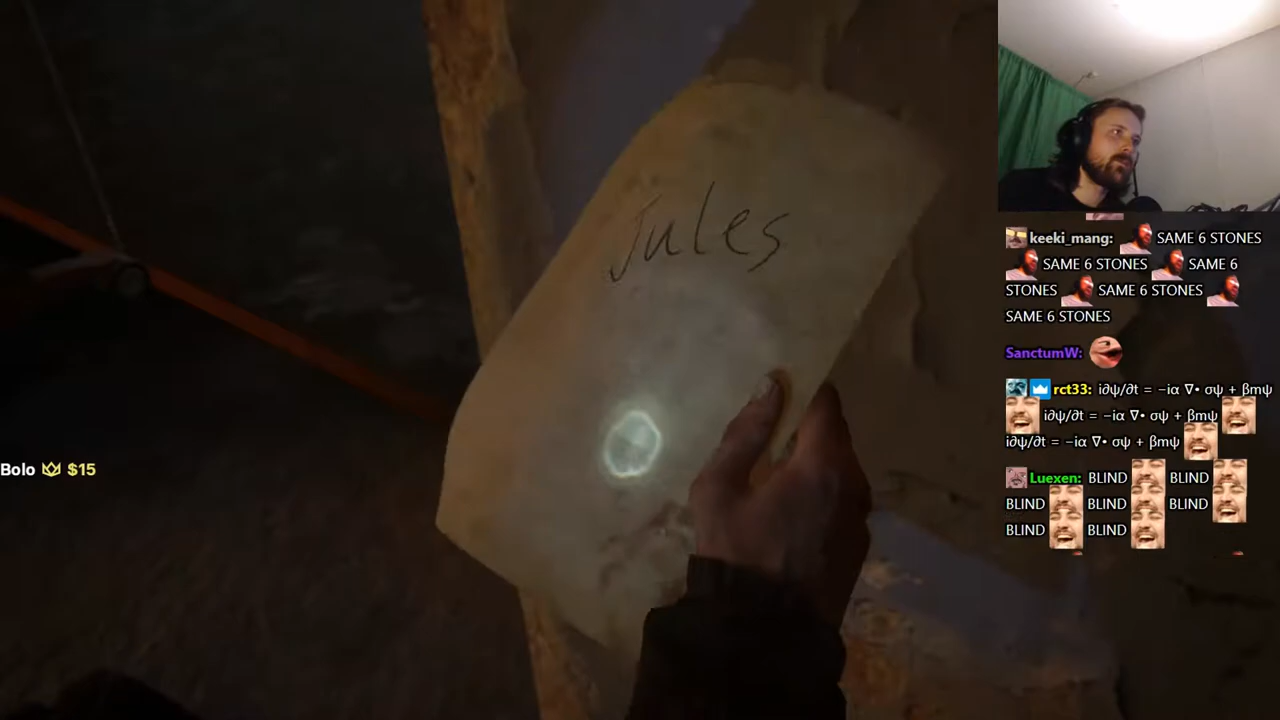 Jules
Bolo $15
keeki_mang: SAME 6 STONES
SAME 6 STONES SAME 6
STONES SAME 6 STONES
SAME 6 STONES
SanctumW:
rct33: i∂ψ/∂t = −iα ∇• σψ + βmψ
i∂ψ/∂t = −iα ∇• σψ + βmψ
i∂ψ/∂t = −iα ∇• σψ + βmψ
Luexen: BLIND BLIND
BLIND BLIND BLIND
BLIND BLIND